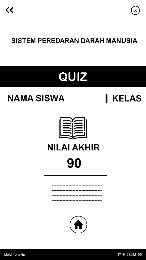 SISTEM PEREDARAN DARAH MANUSIA
QUIZ
NAMA SISWA | KELAS
NILAI AKHIR
90